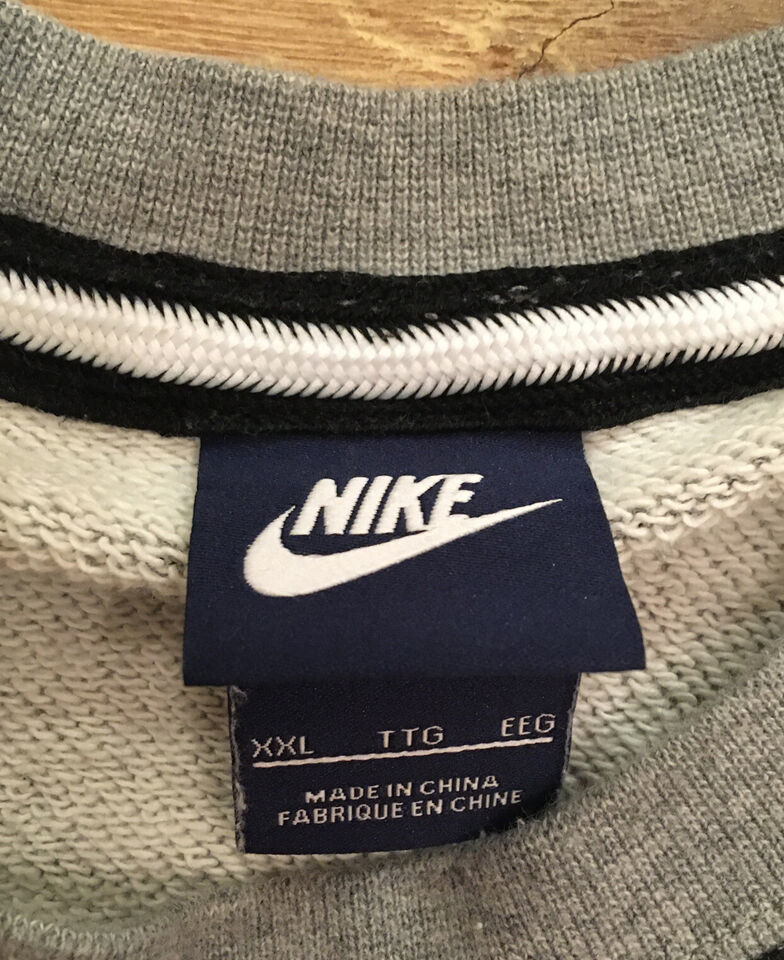 NIKE
XXL TTG EEG
MADE IN CHINA
FABRIQUE EN CHINE